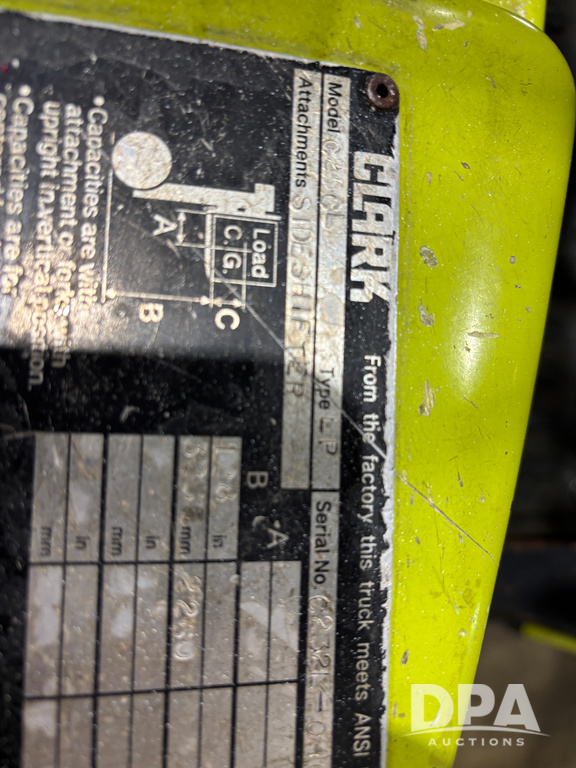 CLARK
From the factory this truck meets ANSI
Model Type LP Serial No.
Attachments SIDESHIFTER
Load
C.G.
A
B
C
•Capacities are with
attachment or forks with
upright in vertical position.
•Capacities are for
B A
in
mm 2280
in
mm
in
mm
DPA
AUCTIONS